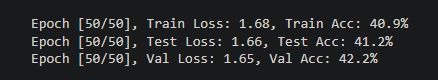 Epoch [50/50], Train Loss: 1.68, Train Acc: 40.9%
Epoch [50/50], Test Loss: 1.66, Test Acc: 41.2%
Epoch [50/50], Val Loss: 1.65, Val Acc: 42.2%